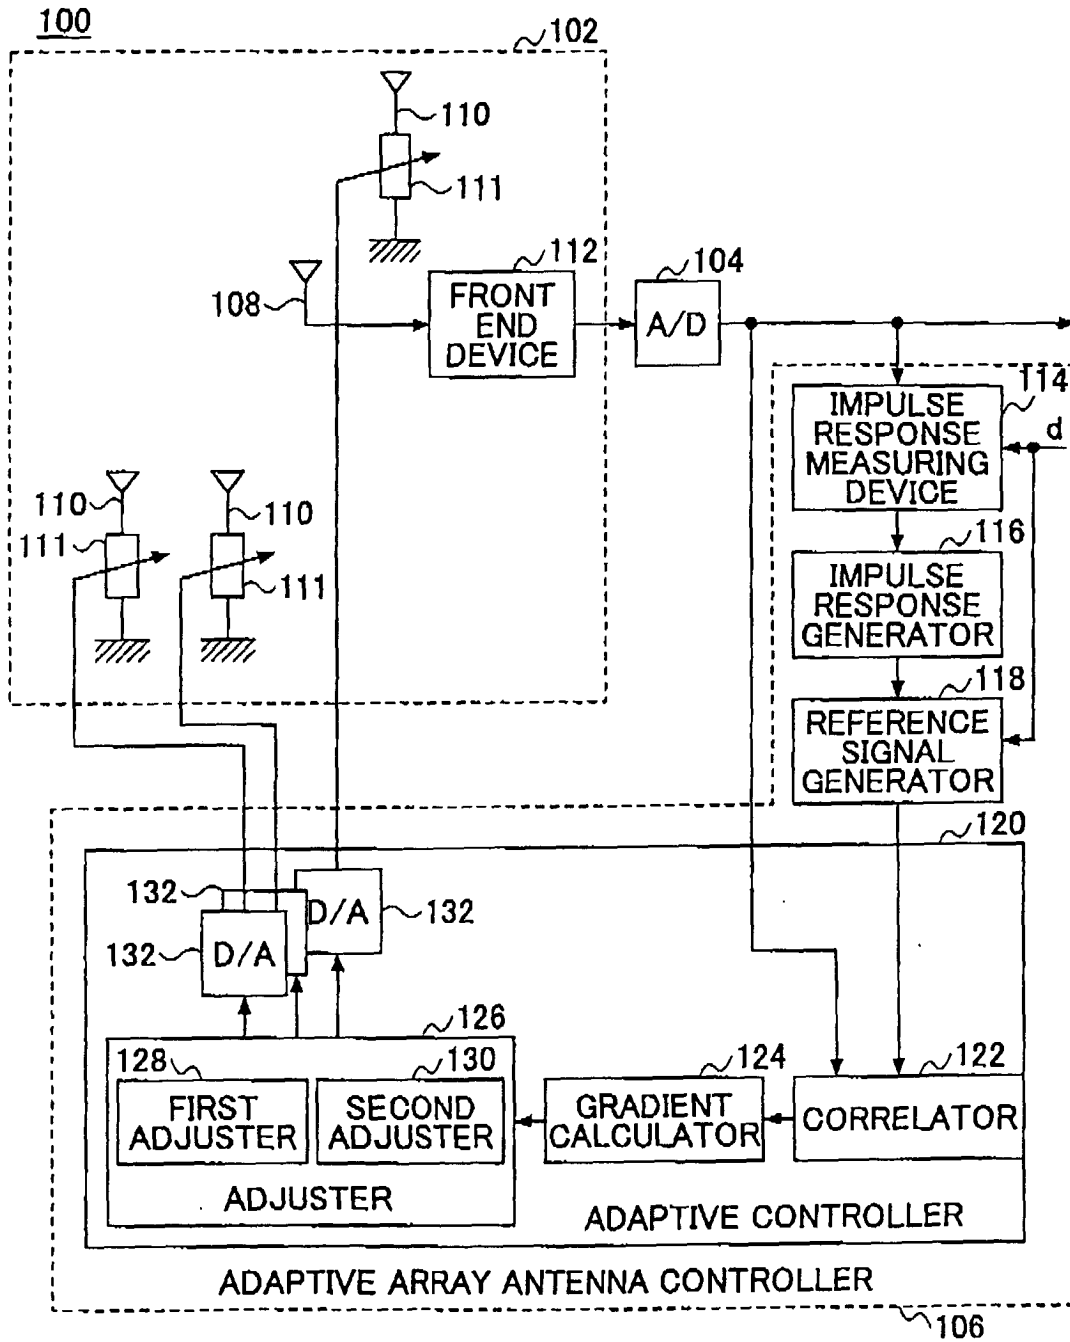 100
102
110
111
112
104
108
FRONT
END
DEVICE
A/D
114
IMPULSE
RESPONSE
MEASURING
DEVICE
d
110
110
111
111
116
IMPULSE
RESPONSE
GENERATOR
118
REFERENCE
SIGNAL
GENERATOR
120
132
D/A
132
132
D/A
126
128
130
124
122
FIRST
ADJUSTER
SECOND
ADJUSTER
GRADIENT
CALCULATOR
CORRELATOR
ADJUSTER
ADAPTIVE CONTROLLER
ADAPTIVE ARRAY ANTENNA CONTROLLER
106